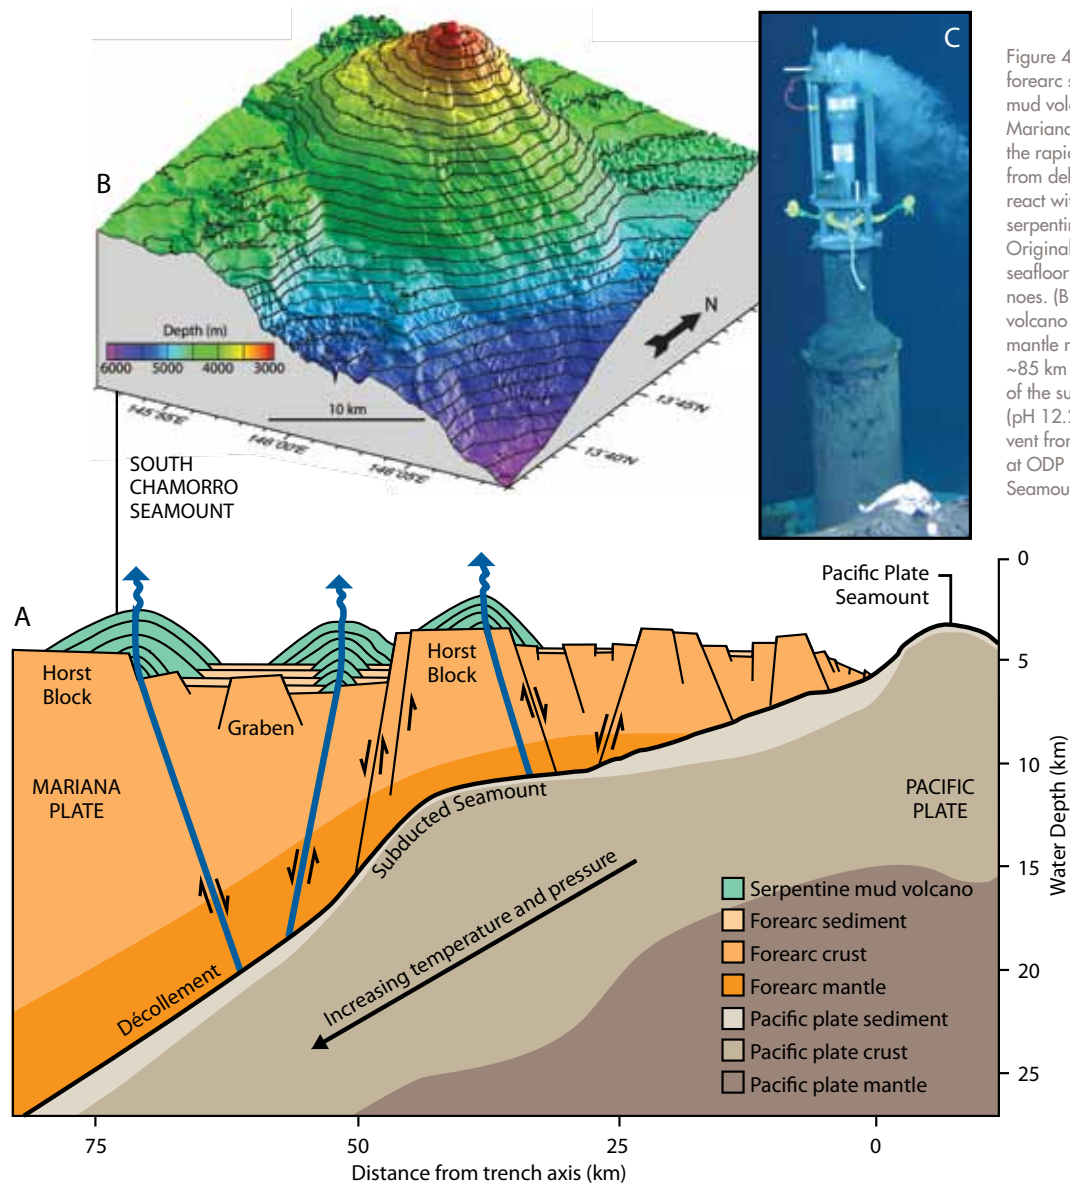 B
Depth (m)
6000 5000 4000 3000
10 km
N
145°55'E
146°00'E
146°05'E
13°40'N
13°45'N
C
Figure 4
forearc s
mud vol
Mariana
the rapid
from del
react wit
serpentin
Original
seafloor
noes. (B
volcano
mantle r
~85 km
of the su
(pH 12.2
vent from
at ODP
Seamou
SOUTH
CHAMORRO
SEAMOUNT
A
Pacific Plate
Seamount
Horst
Block
Graben
Horst
Block
MARIANA
PLATE
PACIFIC
PLATE
Subducted Seamount
Décollement
Increasing temperature and pressure
Serpentine mud volcano
Forearc sediment
Forearc crust
Forearc mantle
Pacific plate sediment
Pacific plate crust
Pacific plate mantle
0
5
10
15
20
25
Water Depth (km)
75 50 25 0
Distance from trench axis (km)